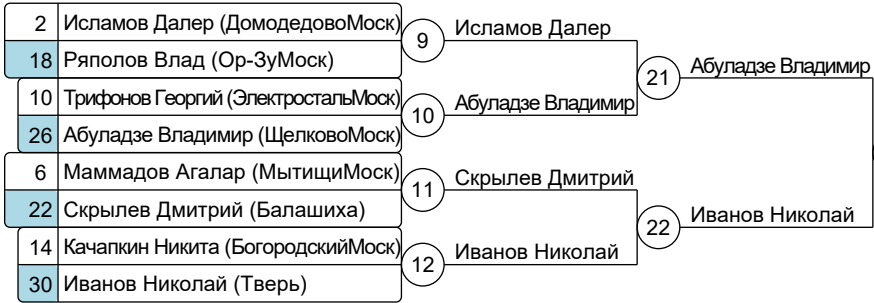 2 Исламов Далер (ДомодедовоМоск)
18 Ряполов Влад (Ор-ЗуМоск)
9 Исламов Далер
10 Трифонов Георгий (ЭлектростальМоск)
26 Абуладзе Владимир (ЩелковоМоск)
10 Абуладзе Владимир
21 Абуладзе Владимир
6 Маммадов Агалар (МытищиМоск)
22 Скрылев Дмитрий (Балашиха)
11 Скрылев Дмитрий
14 Качапкин Никита (БогородскийМоск)
30 Иванов Николай (Тверь)
12 Иванов Николай
22 Иванов Николай